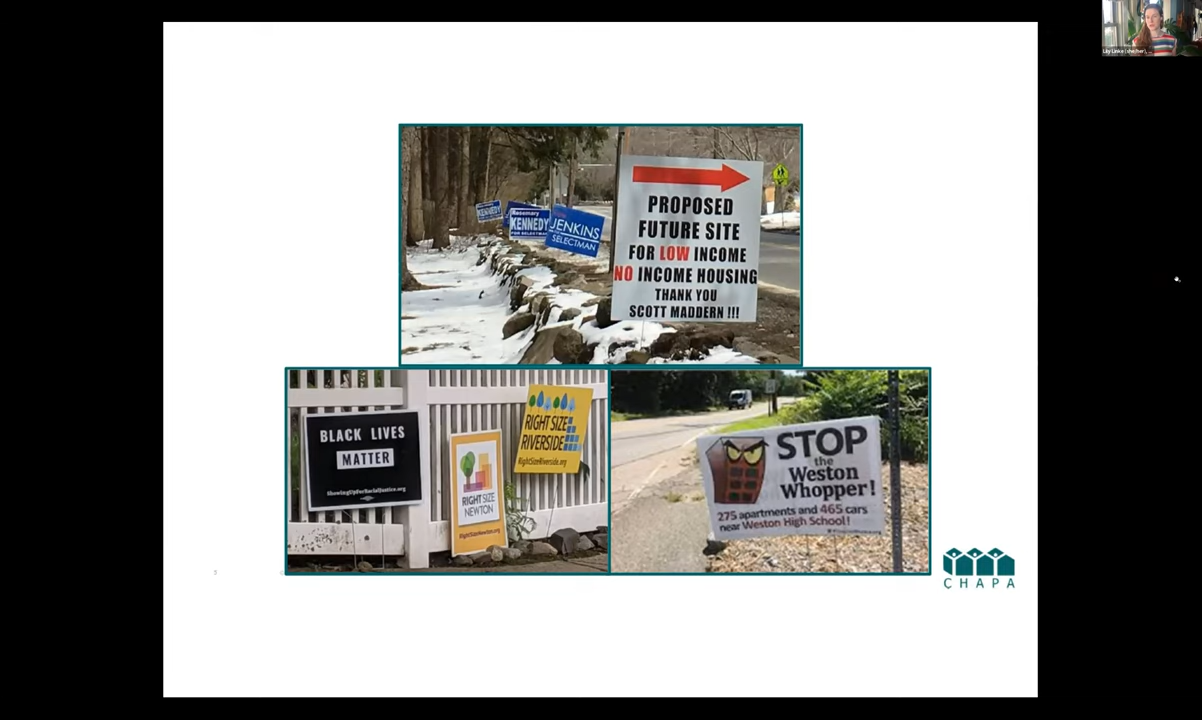 PROPOSED
FUTURE SITE
FOR LOW INCOME
NO INCOME HOUSING
THANK YOU
SCOTT MADDERN !!!
KENNEDY
Rosemary
KENNEDY
FOR SELECTMAN
JENKINS
SELECTMAN
BLACK LIVES
MATTER
ShowingUpForSocialJustice.org
RIGHT SIZE
NEWTON
RightSizeNewton.org
RIGHT SIZE
RIVERSIDE
RightSizeRiverside.org
STOP
the
Weston
Whopper!
275 apartments and 465 cars
near Weston High School!
CHAPA